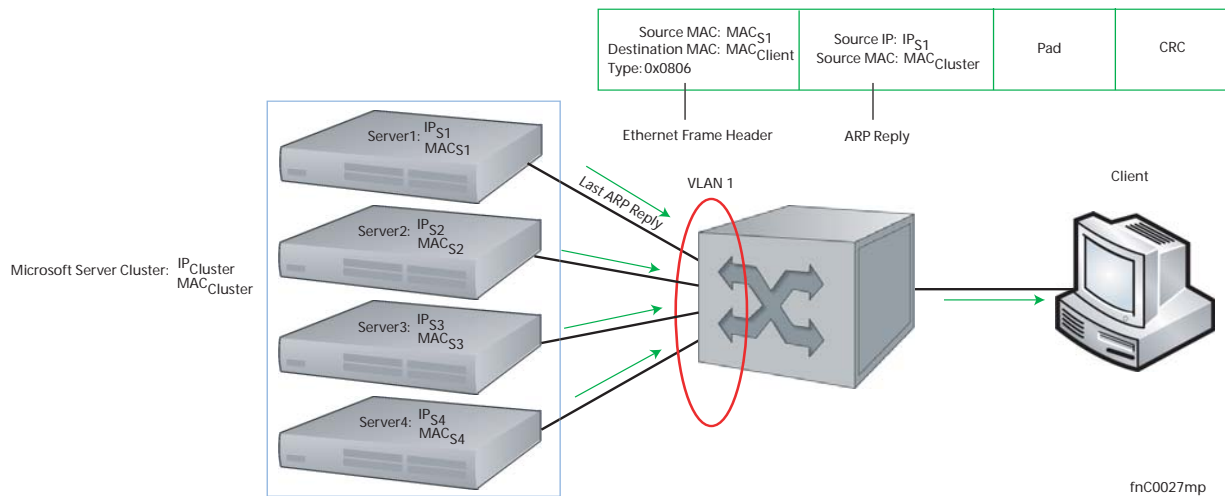 Source MAC: MACS1
Destination MAC: MACClient
Type: 0x0806
Source IP: IPS1
Source MAC: MACCluster
Pad
CRC
Ethernet Frame Header
ARP Reply
Server1: IPS1
MACS1
Last ARP Reply
VLAN 1
Client
Server2: IPS2
MACS2
Microsoft Server Cluster: IPCluster
MACCluster
Server3: IPS3
MACS3
Server4: IPS4
MACS4
fnC0027mp